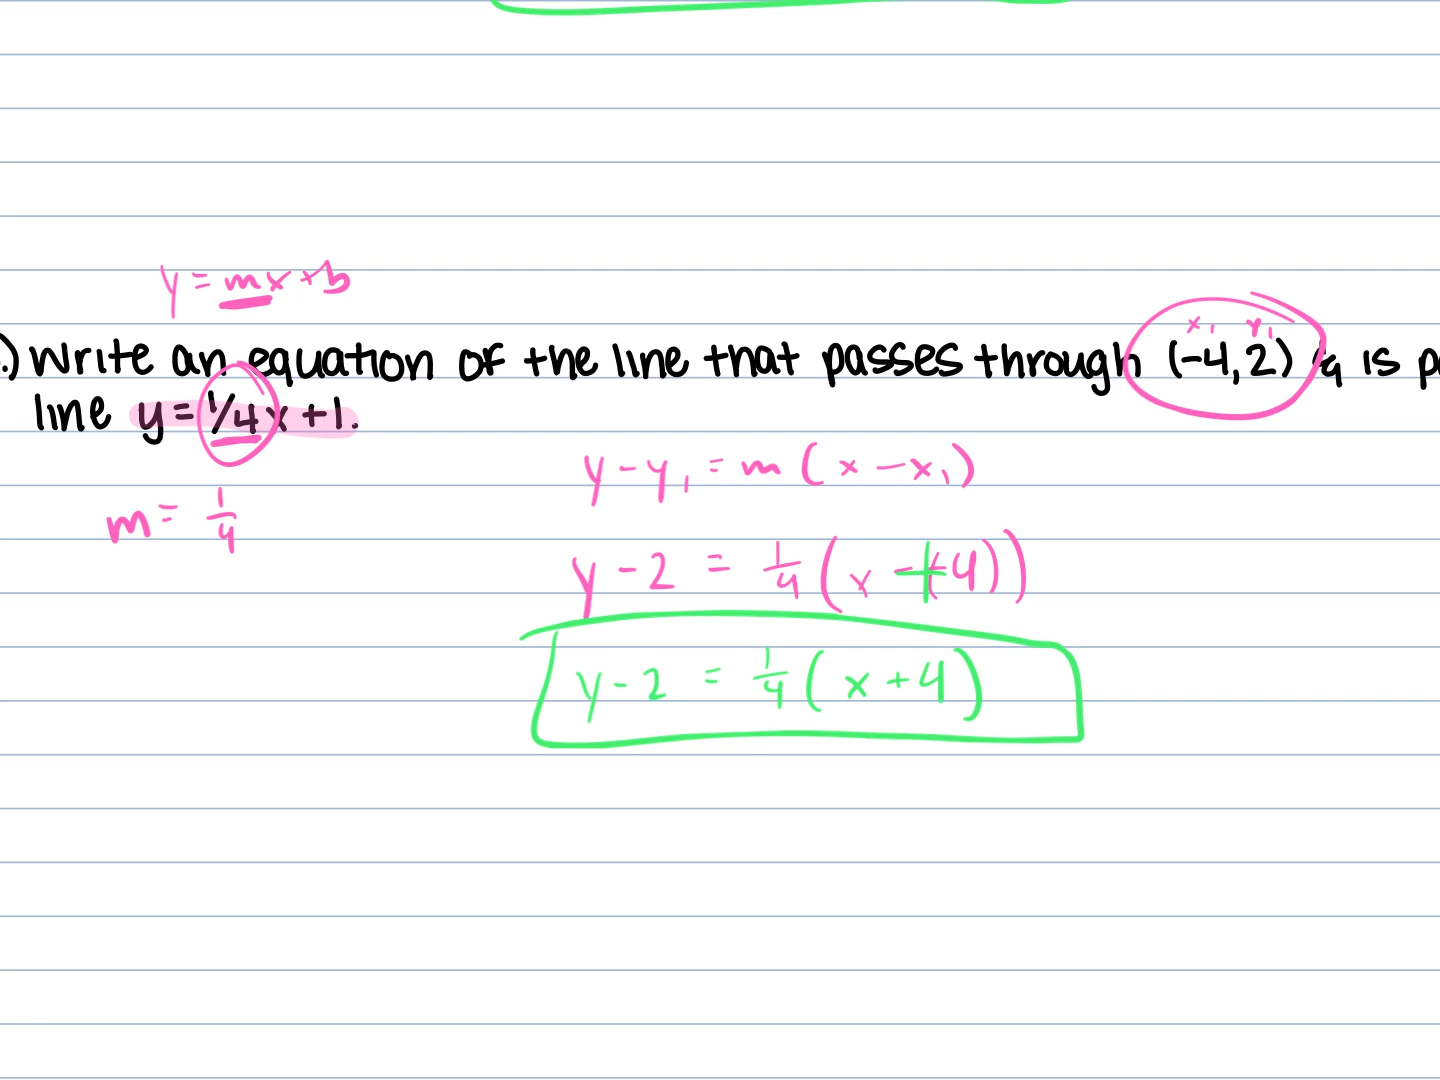 y = mx + b
.) Write an equation of the line that passes through (-4, 2) & is p
x₁ y₁
line y = 1/4x + 1.
y - y₁ = m(x - x₁)
m = 1/4
y - 2 = 1/4(x - (-4))
y - 2 = 1/4(x + 4)